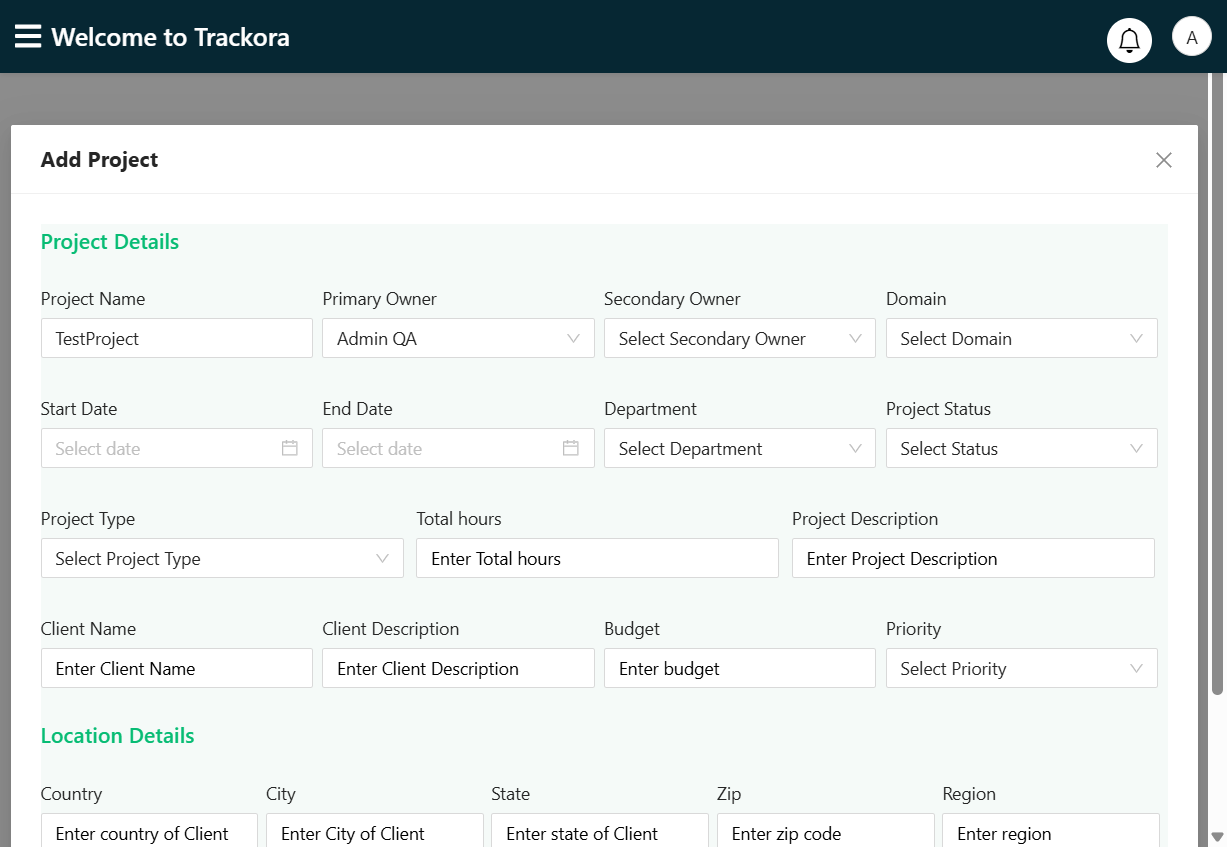 Welcome to Trackora
A
Add Project
Project Details
Project Name Primary Owner Secondary Owner Domain
TestProject Admin QA Select Secondary Owner Select Domain
Start Date End Date Department Project Status
Select date Select date Select Department Select Status
Project Type Total hours Project Description
Select Project Type Enter Total hours Enter Project Description
Client Name Client Description Budget Priority
Enter Client Name Enter Client Description Enter budget Select Priority
Location Details
Country City State Zip Region
Enter country of Client Enter City of Client Enter state of Client Enter zip code Enter region